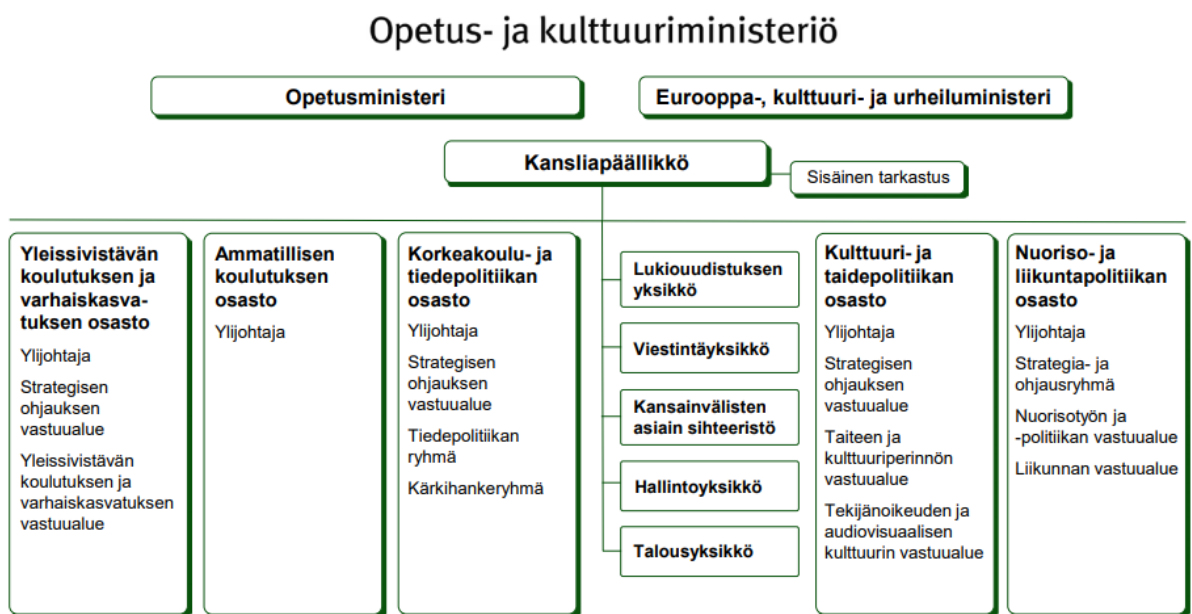 Opetus- ja kulttuuriministeriö
Opetusministeri
Eurooppa-, kulttuuri- ja urheiluministeri
Kansliapäällikkö
Sisäinen tarkastus
Yleissivistävän
koulutuksen ja
varhaiskasva-
tuksen osasto
Ylijohtaja
Strategisen
ohjauksen
vastuualue
Yleissivistävän
koulutuksen ja
varhaiskasvatuksen
vastuualue
Ammatillisen
koulutuksen
osasto
Ylijohtaja
Korkeakoulu- ja
tiedepolitiikan
osasto
Ylijohtaja
Strategisen
ohjauksen
vastuualue
Tiedepolitiikan
ryhmä
Kärkihankeryhmä
Lukiouudistuksen
yksikkö
Viestintäyksikkö
Kansainvälisten
asiain sihteeristö
Hallintoyksikkö
Talousyksikkö
Kulttuuri- ja
taidepolitiikan
osasto
Ylijohtaja
Strategisen
ohjauksen
vastuualue
Taiteen ja
kulttuuriperinnön
vastuualue
Tekijänoikeuden ja
audiovisuaalisen
kulttuurin vastuualue
Nuoriso- ja
liikuntapolitiikan
osasto
Ylijohtaja
Strategia- ja
ohjausryhmä
Nuorisotyön ja
-politiikan vastuualue
Liikunnan vastuualue